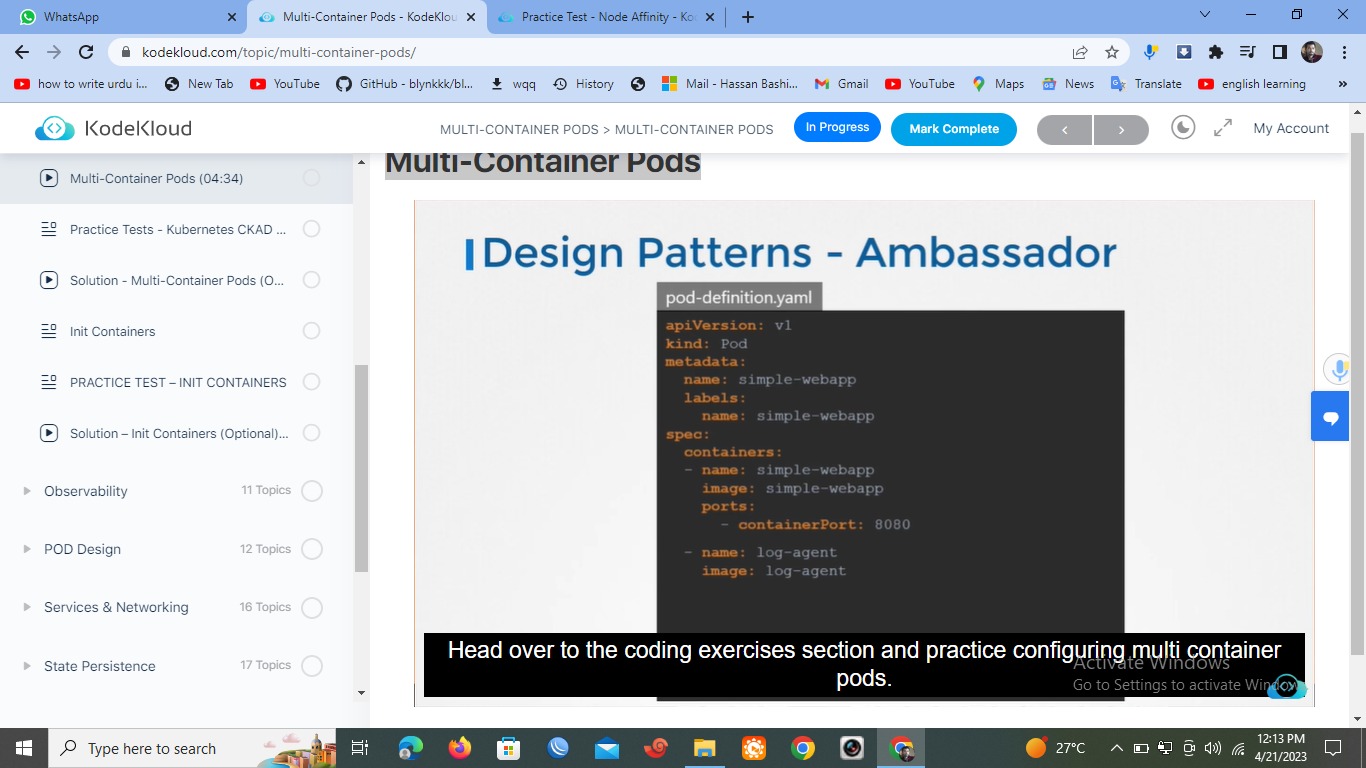 WhatsApp
Multi-Container Pods - KodeKlou
Practice Test - Node Affinity - Ko
kodekloud.com/topic/multi-container-pods/
how to write urdu i...
New Tab
YouTube
GitHub - blynkkk/bl...
wqq
History
Mail - Hassan Bashi...
Gmail
YouTube
Maps
News
Translate
english learning
»
KodeKloud
MULTI-CONTAINER PODS > MULTI-CONTAINER PODS
In Progress
Mark Complete
My Account
Multi-Container Pods (04:34)
Practice Tests - Kubernetes CKAD ...
Solution - Multi-Container Pods (O...
Init Containers
PRACTICE TEST – INIT CONTAINERS
Solution – Init Containers (Optional)...
Observability 11 Topics
POD Design 12 Topics
Services & Networking 16 Topics
State Persistence 17 Topics
Multi-Container Pods
Design Patterns - Ambassador
pod-definition.yaml
apiVersion: v1
kind: Pod
metadata:
name: simple-webapp
labels:
name: simple-webapp
spec:
containers:
- name: simple-webapp
image: simple-webapp
ports:
- containerPort: 8080
- name: log-agent
image: log-agent
Head over to the coding exercises section and practice configuring multi container
pods.
Activate Windows
Go to Settings to activate Windows.
Type here to search
27°C
12:13 PM
4/21/2023